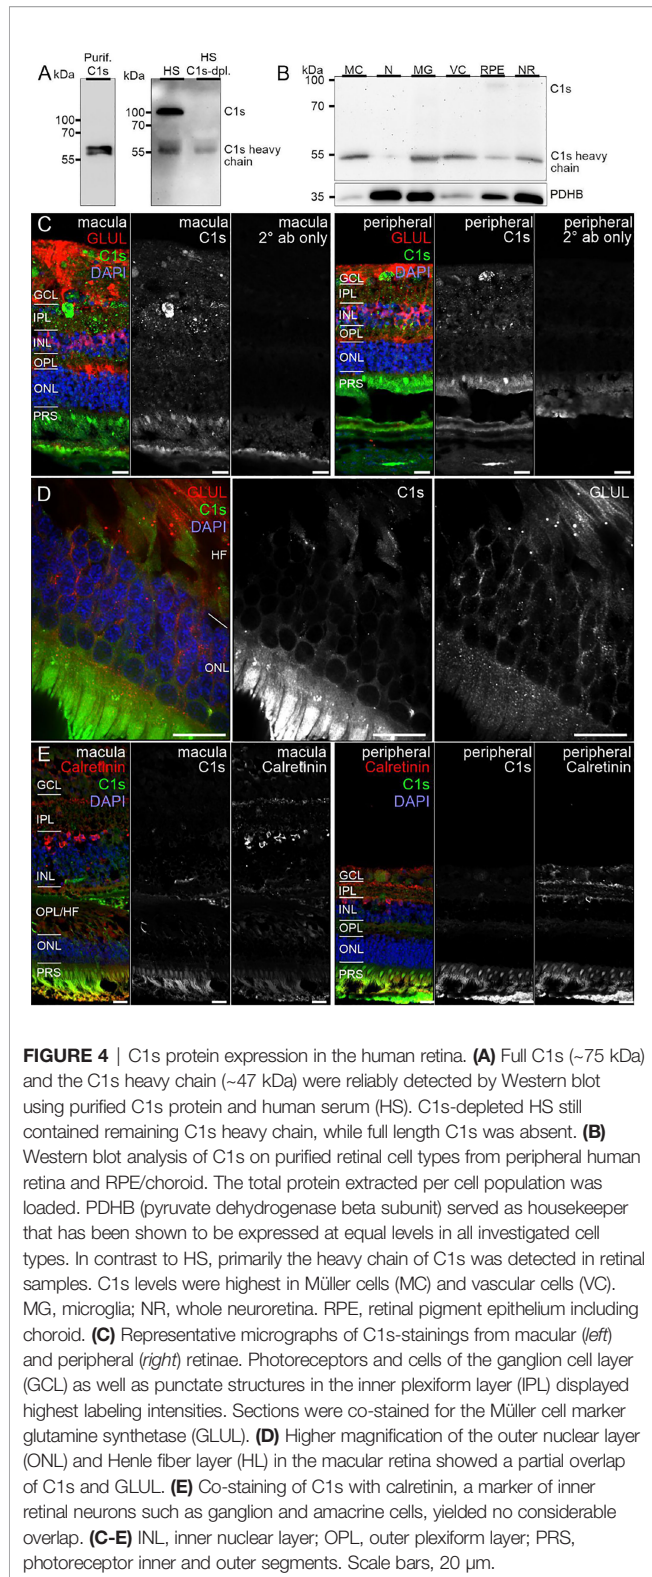 A
Purif.
C1s
kDa
100
70
55
kDa
HS
HS
C1s-dpl.
100
70
55
C1s
C1s heavy
chain
B
kDa
MC N MG VC RPE NR
100
70
55
35
C1s
C1s heavy
chain
PDHB
C
macula
GLUL
C1s
DAPI
GCL
IPL
INL
OPL
ONL
PRS
macula
C1s
macula
2° ab only
peripheral
GLUL
C1s
DAPI
GCL
IPL
INL
OPL
ONL
PRS
peripheral
C1s
peripheral
2° ab only
D
GLUL
C1s
DAPI
HF
ONL
C1s
GLUL
E
macula
Calretinin
C1s
DAPI
GCL
IPL
INL
OPL/HF
ONL
PRS
macula
C1s
macula
Calretinin
peripheral
Calretinin
C1s
DAPI
GCL
IPL
INL
OPL
ONL
PRS
peripheral
C1s
peripheral
Calretinin
FIGURE 4 | C1s protein expression in the human retina. (A) Full C1s (~75 kDa)
and the C1s heavy chain (~47 kDa) were reliably detected by Western blot
using purified C1s protein and human serum (HS). C1s-depleted HS still
contained remaining C1s heavy chain, while full length C1s was absent. (B)
Western blot analysis of C1s on purified retinal cell types from peripheral human
retina and RPE/choroid. The total protein extracted per cell population was
loaded. PDHB (pyruvate dehydrogenase beta subunit) served as housekeeper
that has been shown to be expressed at equal levels in all investigated cell
types. In contrast to HS, primarily the heavy chain of C1s was detected in retinal
samples. C1s levels were highest in Müller cells (MC) and vascular cells (VC).
MG, microglia; NR, whole neuroretina. RPE, retinal pigment epithelium including
choroid. (C) Representative micrographs of C1s-stainings from macular (left)
and peripheral (right) retinae. Photoreceptors and cells of the ganglion cell layer
(GCL) as well as punctate structures in the inner plexiform layer (IPL) displayed
highest labeling intensities. Sections were co-stained for the Müller cell marker
glutamine synthetase (GLUL). (D) Higher magnification of the outer nuclear layer
(ONL) and Henle fiber layer (HL) in the macular retina showed a partial overlap
of C1s and GLUL. (E) Co-staining of C1s with calretinin, a marker of inner
retinal neurons such as ganglion and amacrine cells, yielded no considerable
overlap. (C-E) INL, inner nuclear layer; OPL, outer plexiform layer; PRS,
photoreceptor inner and outer segments. Scale bars, 20 µm.